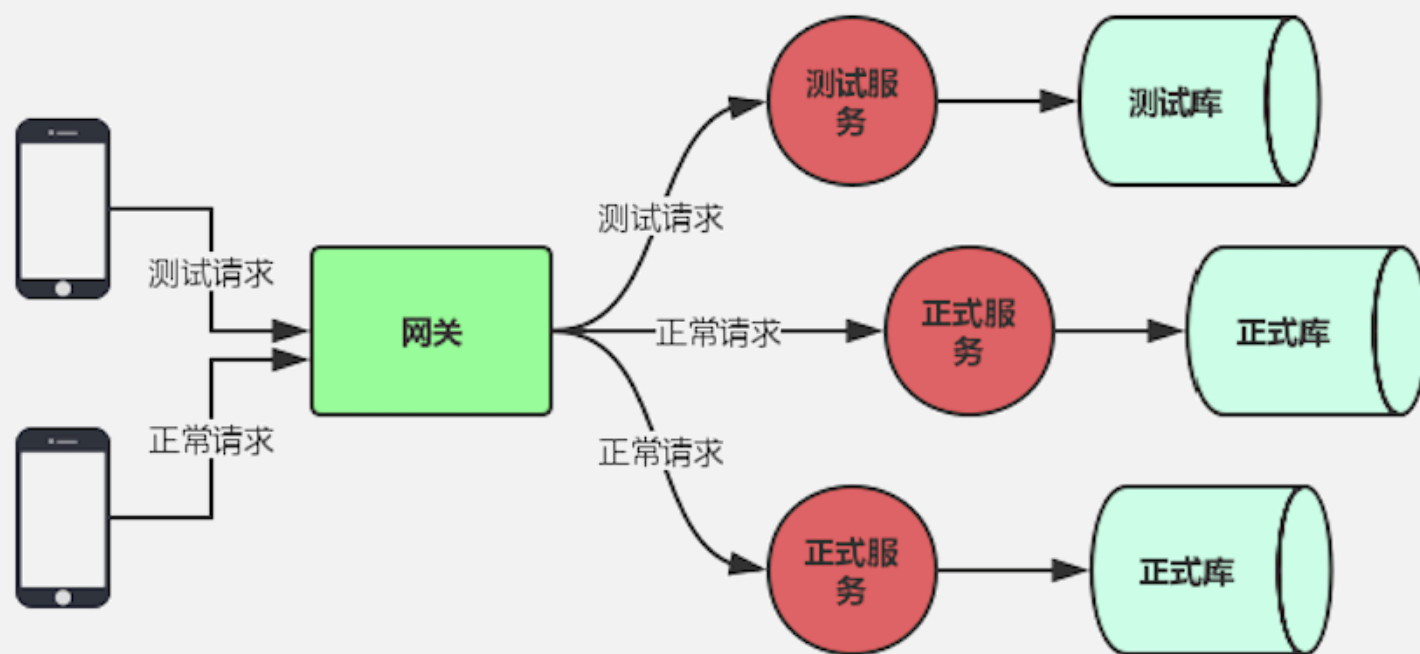 测试请求
正常请求
网关
测试请求
正常请求
正常请求
测试服
务
测试库
正式服
务
正式库
正式服
务
正式库